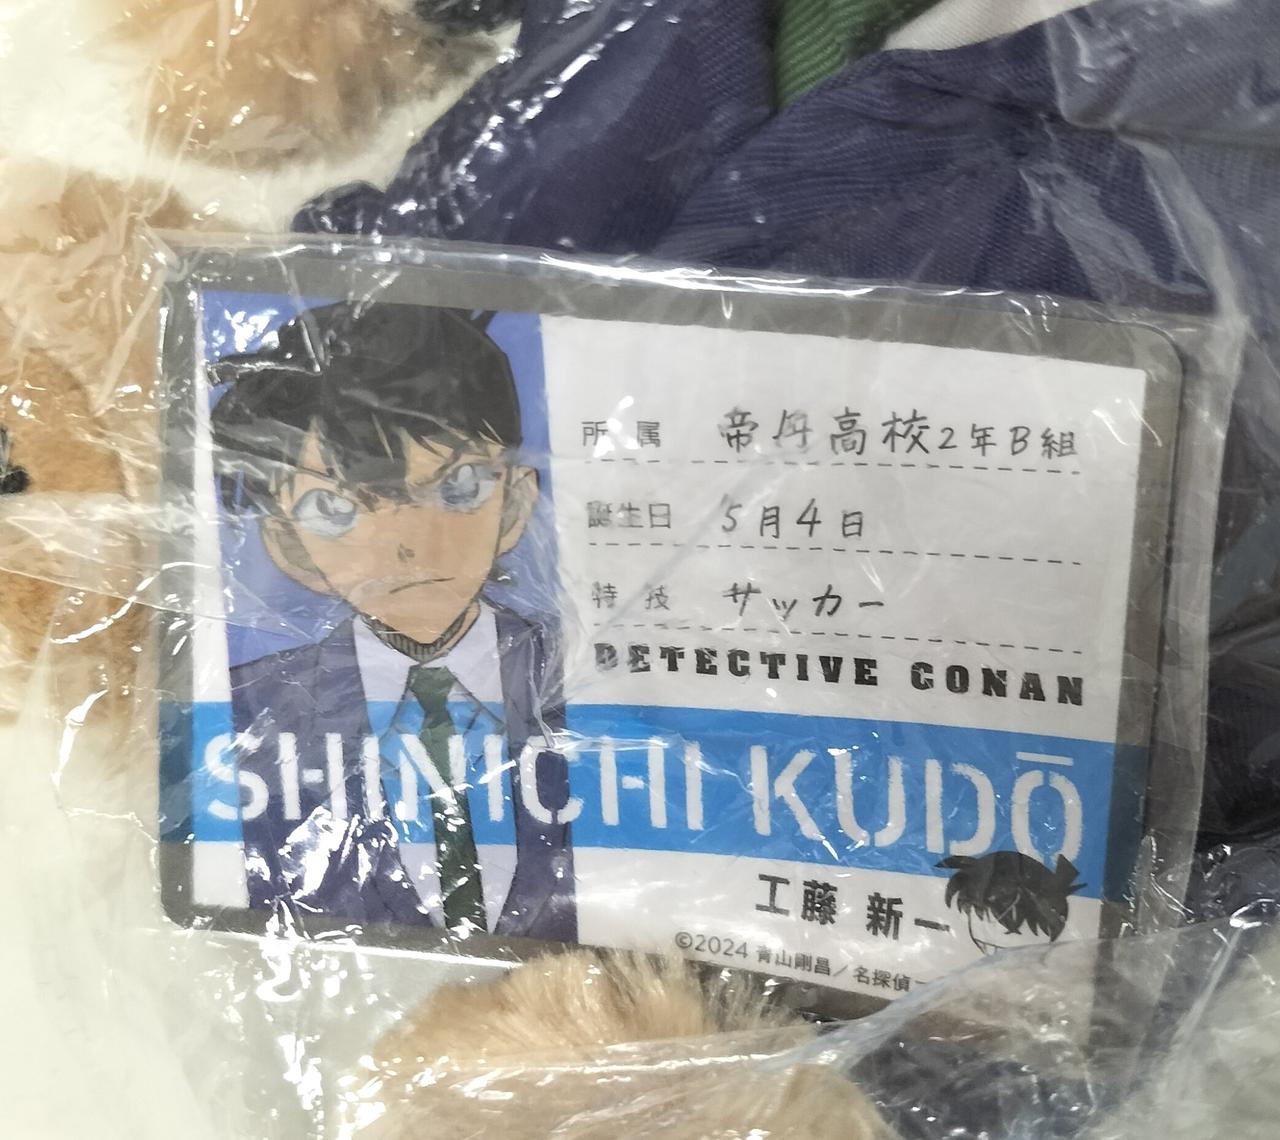 所属 帝丹高校2年B組
誕生日 5月4日
特技 サッカー
DETECTIVE CONAN
SHINICHI KUDŌ
工藤 新一
©2024 青山剛昌／名探偵